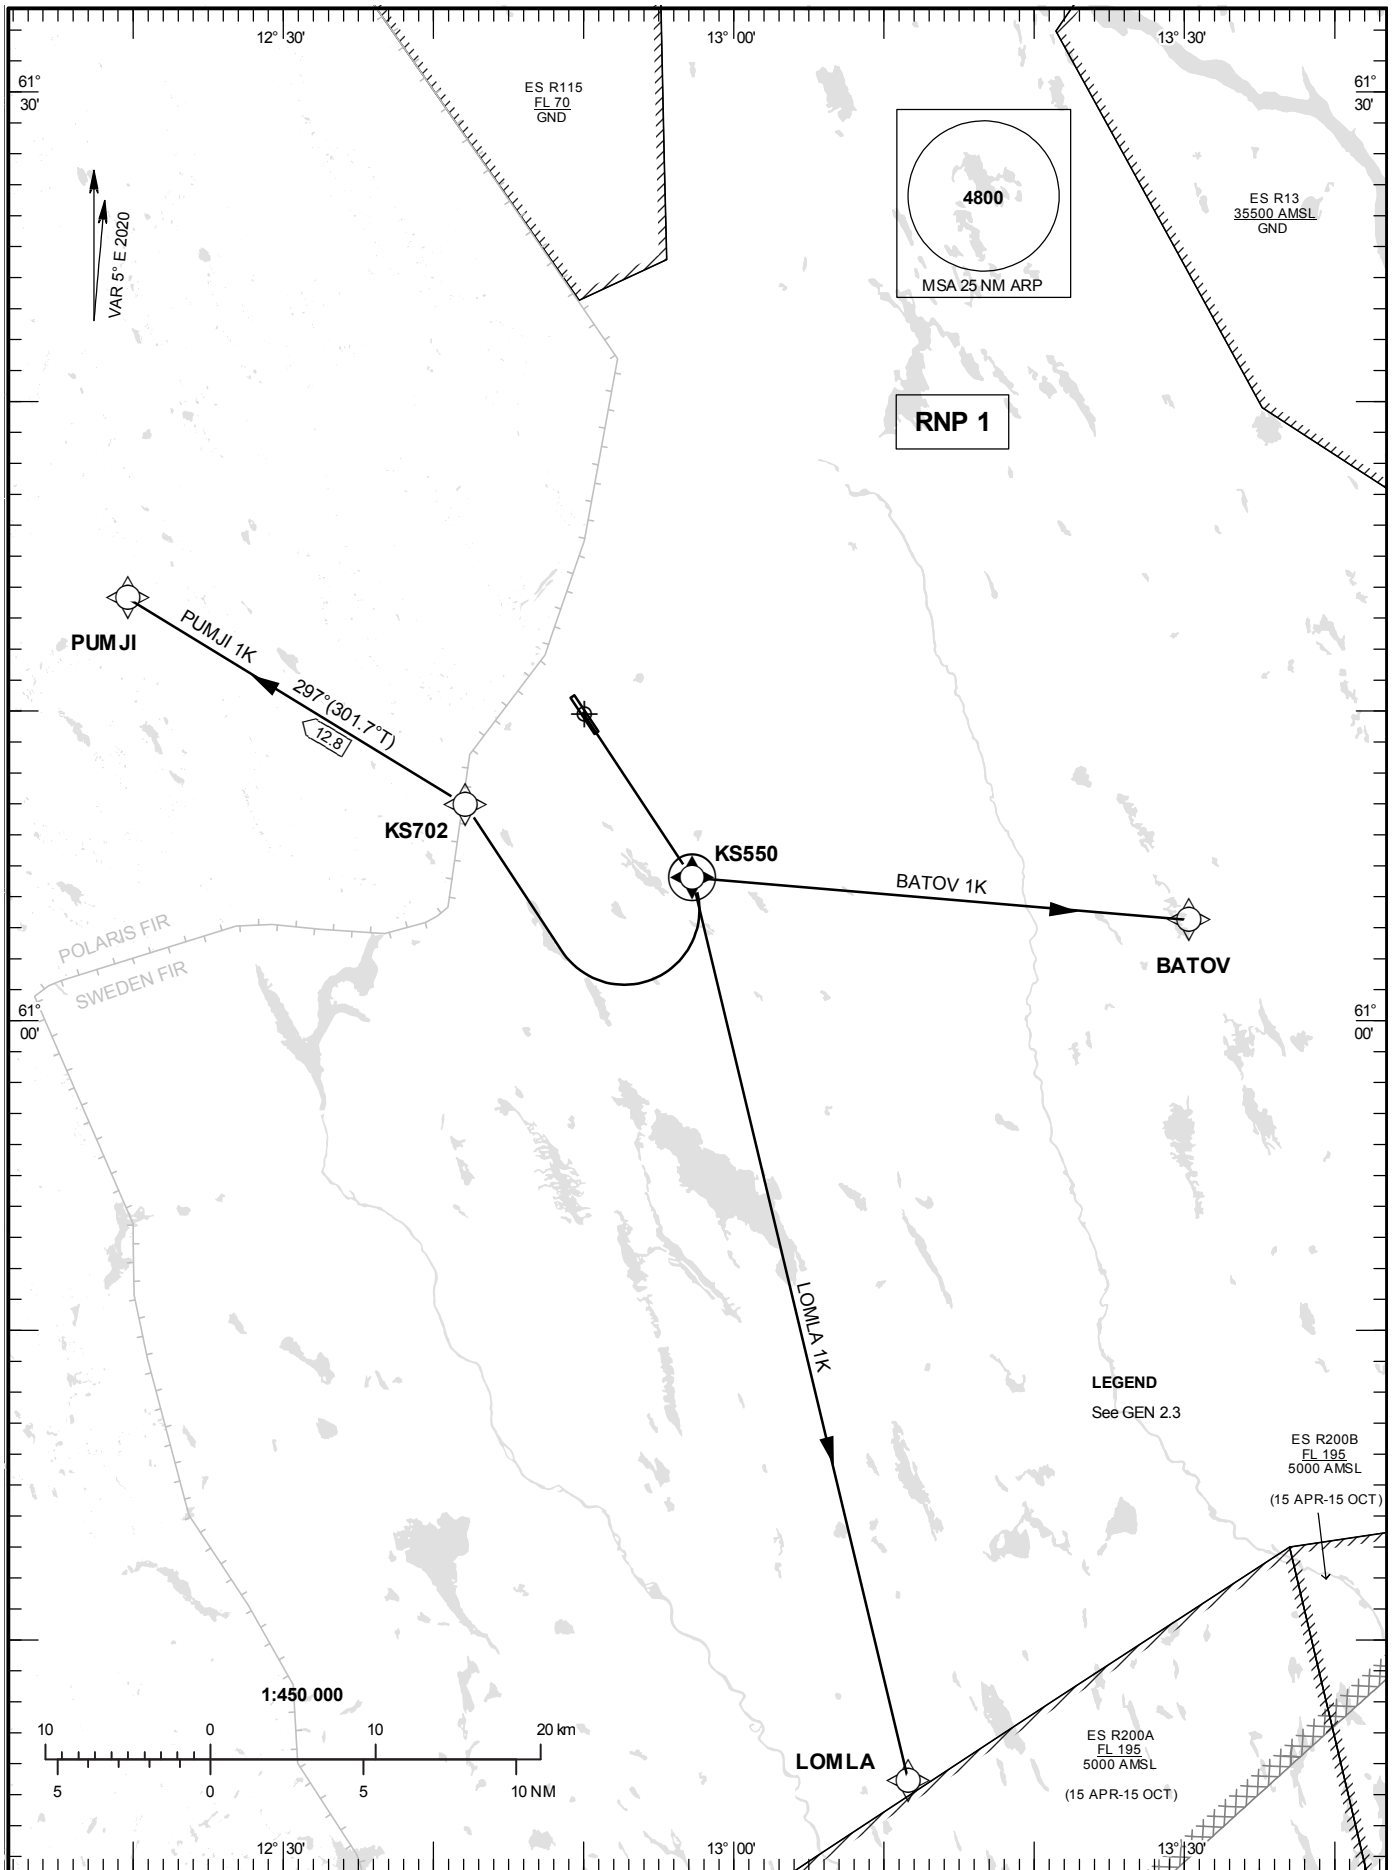 12° 30'
13° 00'
13° 30'
61°
30'
61°
30'
ES R115
FL 70
GND
4800
MSA 25 NM ARP
ES R13
35500 AMSL
GND
VAR 5° E 2020
RNP 1
PUMJI
PUMJI 1K
297°(301.7°T)
12.8
KS702
KS550
BATOV 1K
BATOV
POLARIS FIR
SWEDEN FIR
61°
00'
61°
00'
LOMLA 1K
LEGEND
See GEN 2.3
ES R200B
FL 195
5000 AMSL
(15 APR-15 OCT)
1:450 000
10 0 10 20 km
5 0 5 10 NM
LOMLA
ES R200A
FL 195
5000 AMSL
(15 APR-15 OCT)
12° 30'
13° 00'
13° 30'